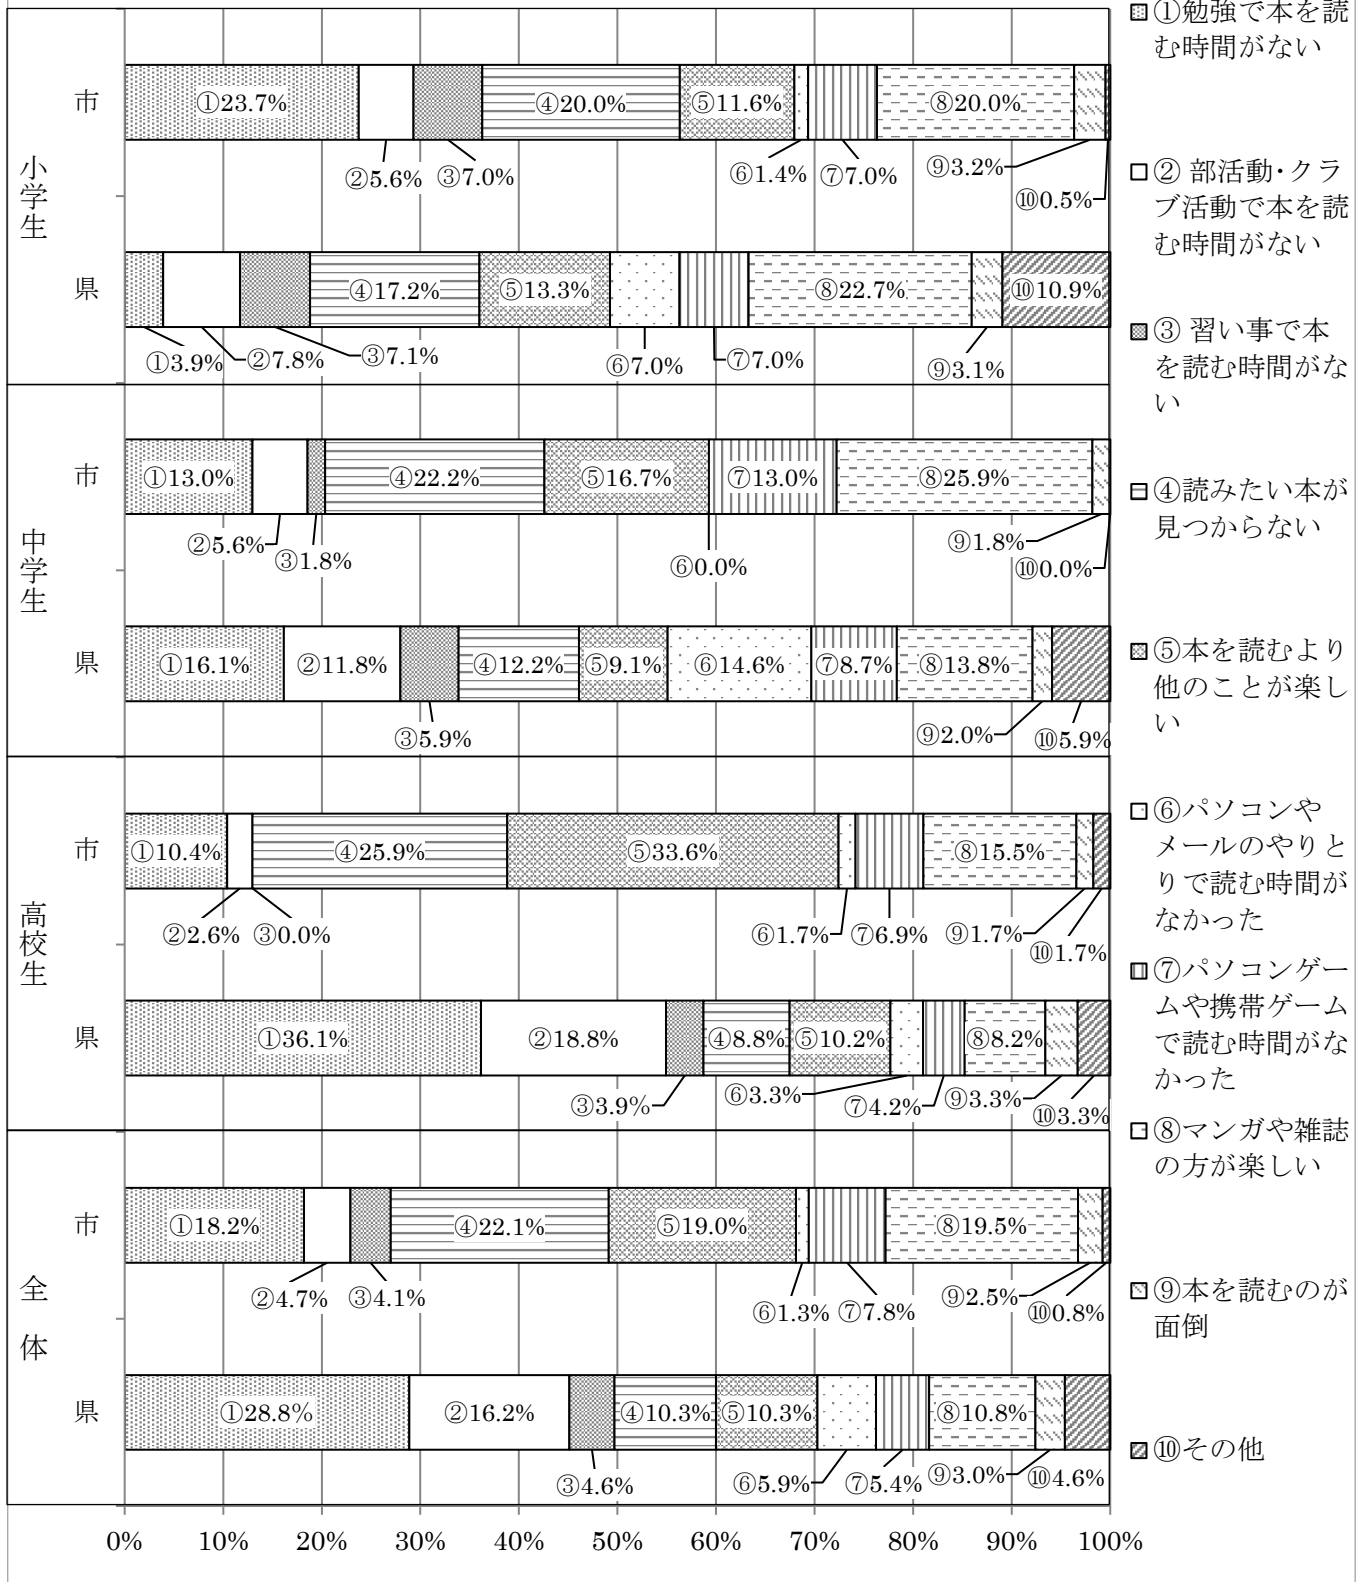 小学生
市
①23.7%
④20.0%
⑤11.6%
⑧20.0%
②5.6%
③7.0%
⑥1.4%
⑦7.0%
⑨3.2%
⑩0.5%
県
④17.2%
⑤13.3%
⑧22.7%
⑩10.9%
①3.9%
②7.8%
③7.1%
⑥7.0%
⑦7.0%
⑨3.1%
中学生
市
①13.0%
④22.2%
⑤16.7%
⑦13.0%
⑧25.9%
②5.6%
③1.8%
⑥0.0%
⑨1.8%
⑩0.0%
県
①16.1%
②11.8%
④12.2%
⑤9.1%
⑥14.6%
⑦8.7%
⑧13.8%
③5.9%
⑨2.0%
⑩5.9%
高校生
市
①10.4%
④25.9%
⑤33.6%
⑧15.5%
②2.6%
③0.0%
⑥1.7%
⑦6.9%
⑨1.7%
⑩1.7%
県
①36.1%
②18.8%
④8.8%
⑤10.2%
⑧8.2%
③3.9%
⑥3.3%
⑦4.2%
⑨3.3%
⑩3.3%
全体
市
①18.2%
④22.1%
⑤19.0%
⑧19.5%
②4.7%
③4.1%
⑥1.3%
⑦7.8%
⑨2.5%
⑩0.8%
県
①28.8%
②16.2%
④10.3%
⑤10.3%
⑧10.8%
③4.6%
⑥5.9%
⑦5.4%
⑨3.0%
⑩4.6%
0%
10%
20%
30%
40%
50%
60%
70%
80%
90%
100%
①勉強で本を読
む時間がない
② 部活動・クラ
ブ活動で本を読
む時間がない
③ 習い事で本
を読む時間がな
い
④読みたい本が
見つからない
⑤本を読むより
他のことが楽し
い
⑥パソコンや
メールのやりと
りで読む時間が
なかった
⑦パソコンゲー
ムや携帯ゲーム
で読む時間がな
かった
⑧マンガや雑誌
の方が楽しい
⑨本を読むのが
面倒
⑩その他